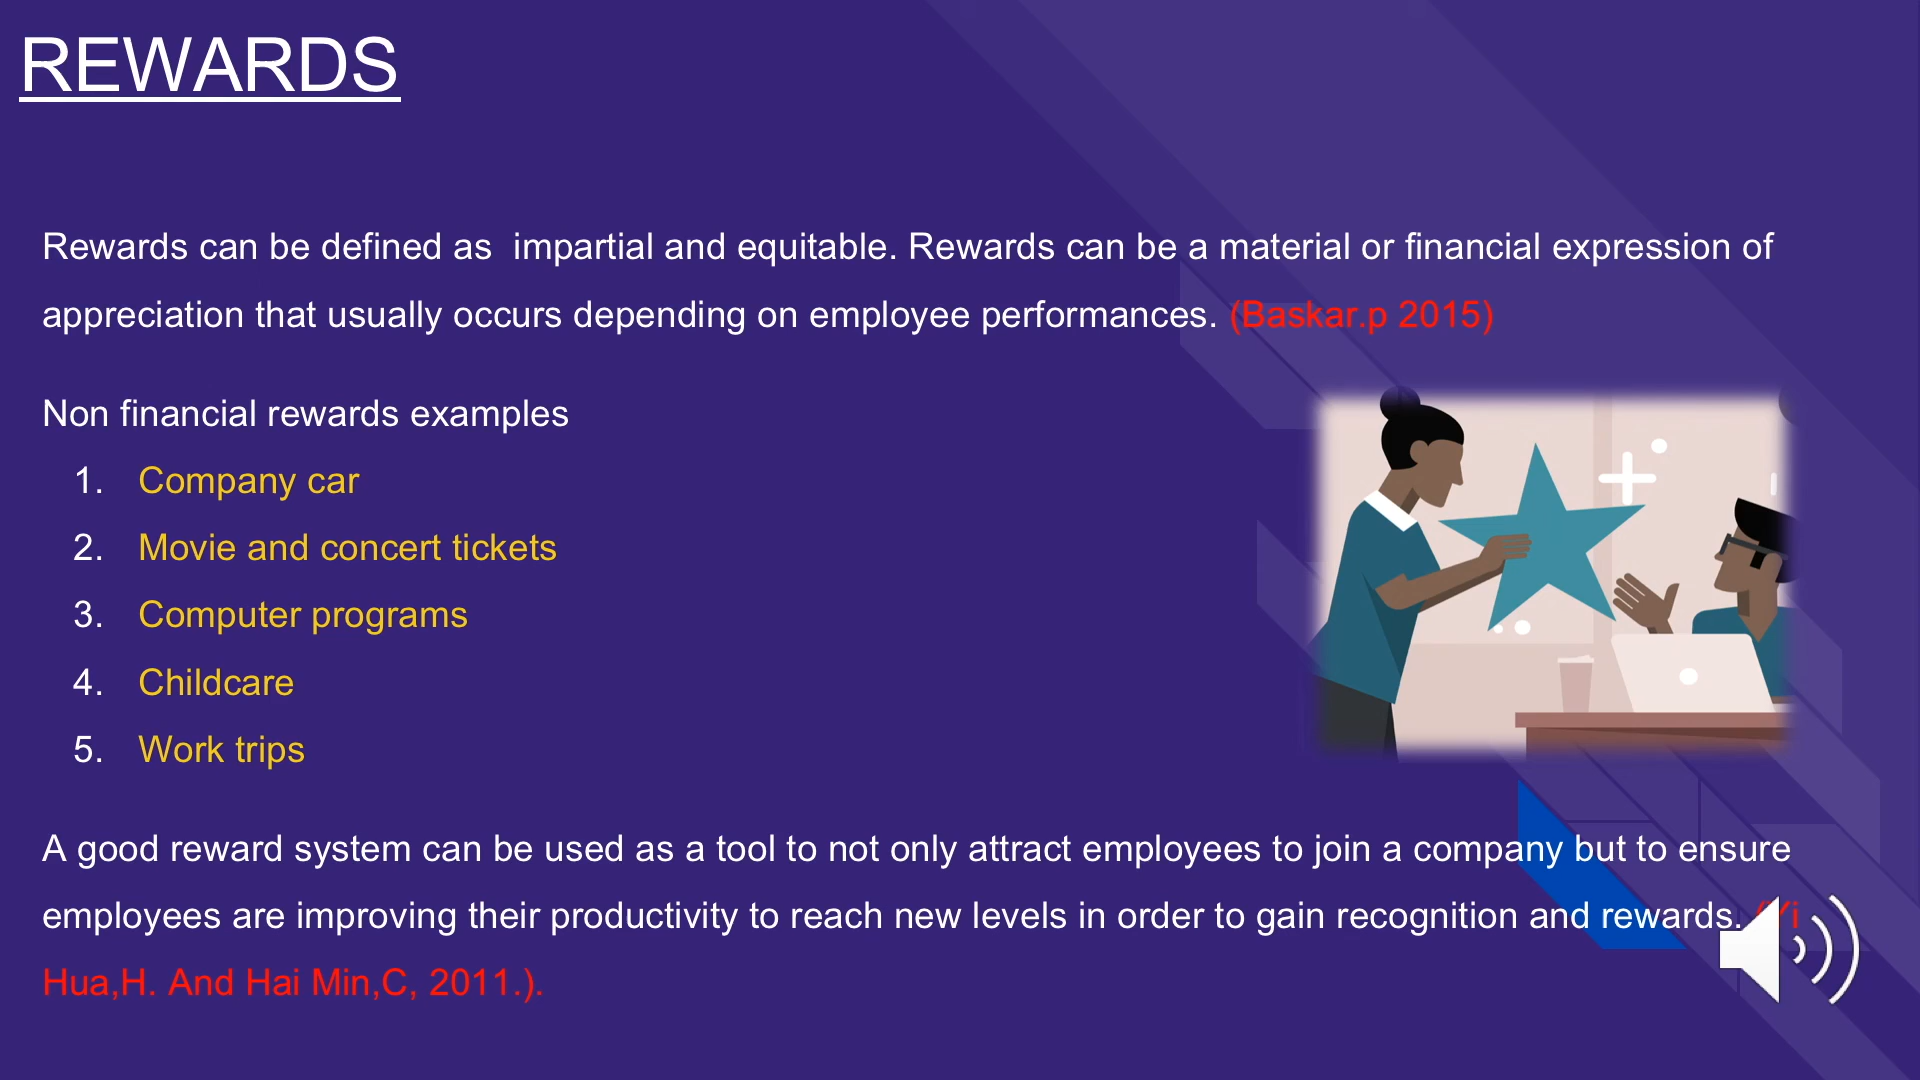 REWARDS
Rewards can be defined as  impartial and equitable. Rewards can be a material or financial expression of
appreciation that usually occurs depending on employee performances. (Baskar.p 2015)
Non financial rewards examples
1. Company car
2. Movie and concert tickets
3. Computer programs
4. Childcare
5. Work trips
A good reward system can be used as a tool to not only attract employees to join a company but to ensure
employees are improving their productivity to reach new levels in order to gain recognition and rewards. (Yi
Hua,H. And Hai Min,C, 2011.).